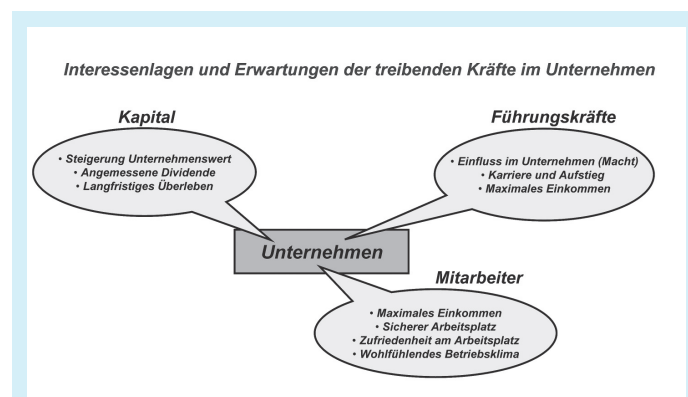 Interessenlagen und Erwartungen der treibenden Kräfte im Unternehmen
Kapital
• Steigerung Unternehmenswert
• Angemessene Dividende
• Langfristiges Überleben
Führungskräfte
• Einfluss im Unternehmen (Macht)
• Karriere und Aufstieg
• Maximales Einkommen
Unternehmen
Mitarbeiter
• Maximales Einkommen
• Sicherer Arbeitsplatz
• Zufriedenheit am Arbeitsplatz
• Wohlfühlendes Betriebsklima